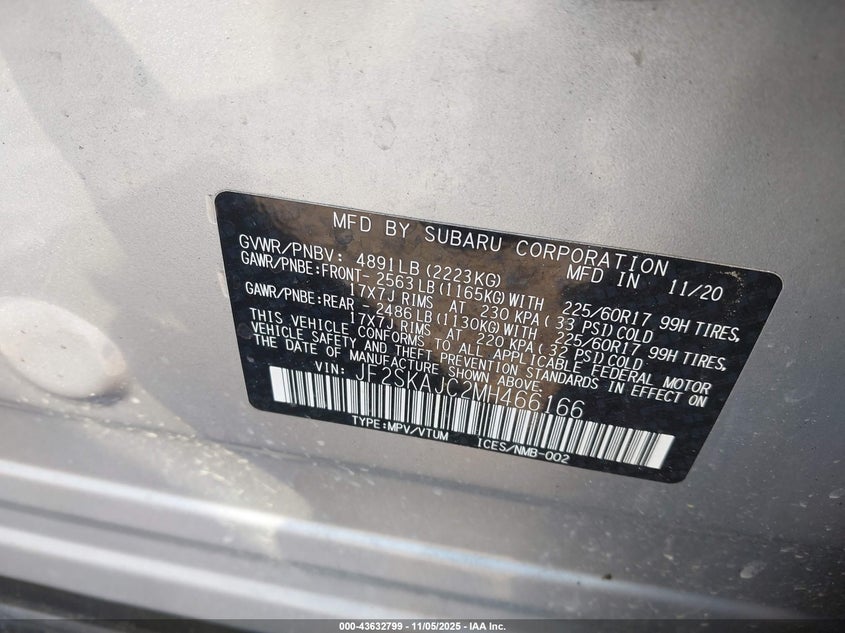 MFD BY SUBARU CORPORATION
GVWR/PNBV: 4891LB(2223KG) MFD IN 11/20
GAWR/PNBE:FRONT- 2563LB(1165KG)WITH 225/60R17 99H TIRES,
17X7J RIMS AT 230 KPA(33 PSI)COLD
GAWR/PNBE:REAR - 2486LB(1130KG)WITH 225/60R17 99H TIRES,
17X7J RIMS AT 220 KPA(32 PSI)COLD
THIS VEHICLE CONFORMS TO ALL APPLICABLE FEDERAL MOTOR
VEHICLE SAFETY AND THEFT PREVENTION STANDARDS IN EFFECT ON
THE DATE OF MANUFACTURE SHOWN ABOVE.
VIN: JF2SKAJC2MH466166
TYPE:MPV/VTUM ICES/NMB-002
000-43632799 - 11/05/2025 - IAA Inc.